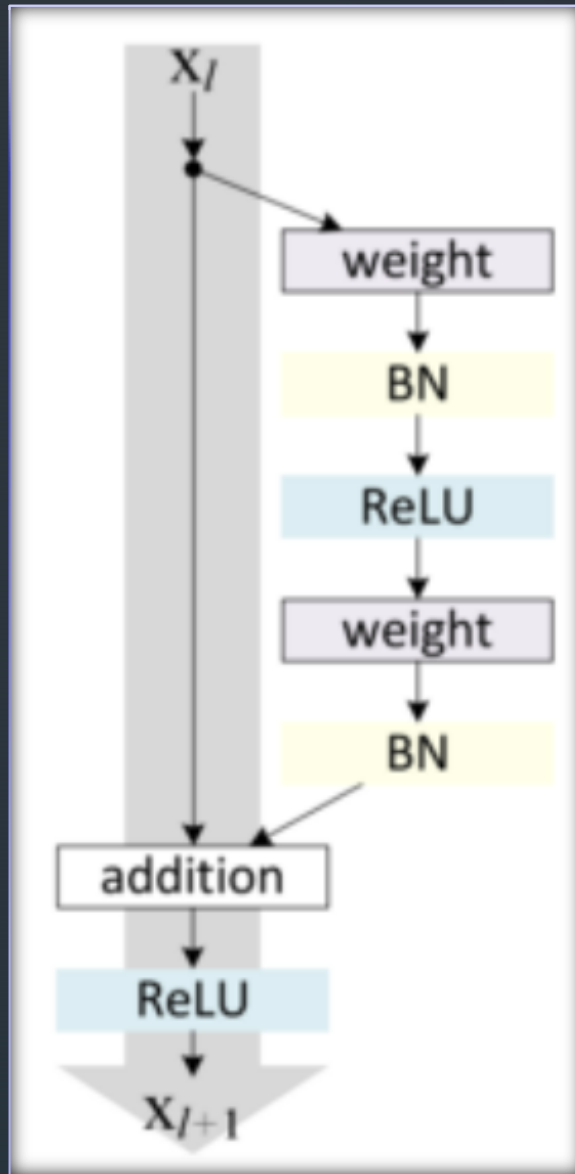 x_l
weight
BN
ReLU
weight
BN
addition
ReLU
x_{l+1}